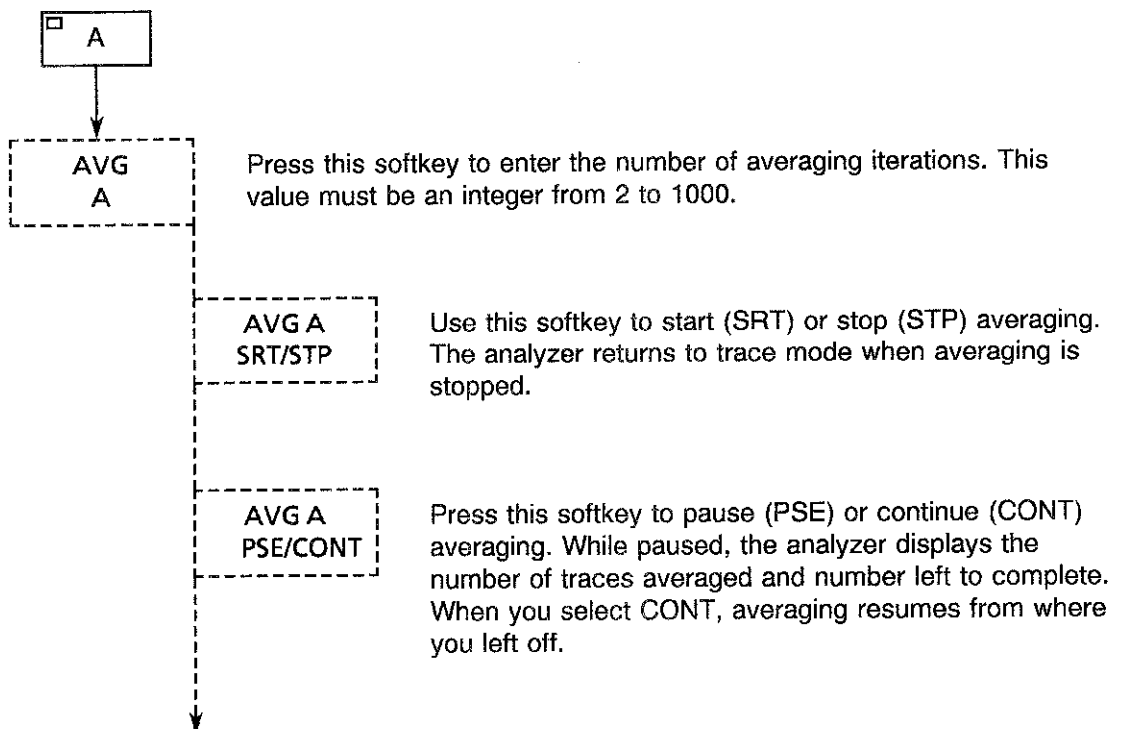 A
AVG
A
Press this softkey to enter the number of averaging iterations. This
value must be an integer from 2 to 1000.
AVG A
SRT/STP
Use this softkey to start (SRT) or stop (STP) averaging.
The analyzer returns to trace mode when averaging is
stopped.
AVG A
PSE/CONT
Press this softkey to pause (PSE) or continue (CONT)
averaging. While paused, the analyzer displays the
number of traces averaged and number left to complete.
When you select CONT, averaging resumes from where
you left off.